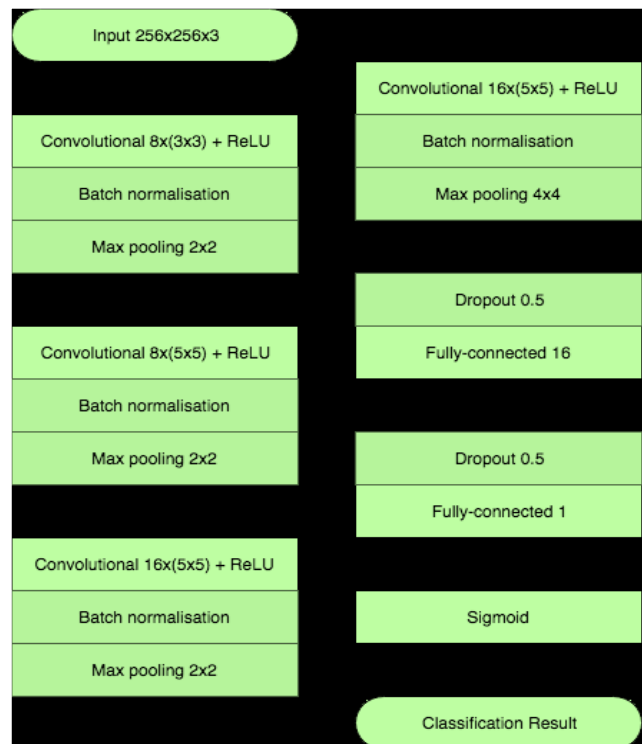 Input 256x256x3
Convolutional 8x(3x3) + ReLU
Batch normalisation
Max pooling 2x2
Convolutional 8x(5x5) + ReLU
Batch normalisation
Max pooling 2x2
Convolutional 16x(5x5) + ReLU
Batch normalisation
Max pooling 2x2
Convolutional 16x(5x5) + ReLU
Batch normalisation
Max pooling 4x4
Dropout 0.5
Fully-connected 16
Dropout 0.5
Fully-connected 1
Sigmoid
Classification Result